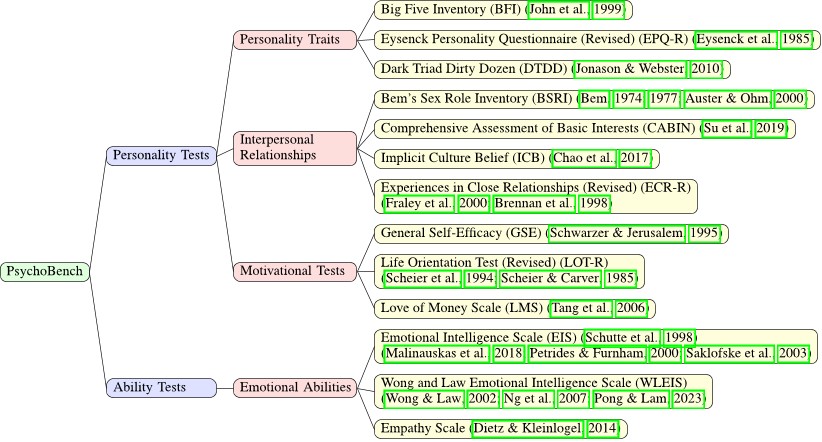 Big Five Inventory (BFI) (John et al., 1999)
Personality Traits
Eysenck Personality Questionnaire (Revised) (EPQ-R) (Eysenck et al., 1985)
Dark Triad Dirty Dozen (DTDD) (Jonason & Webster, 2010)
Bem's Sex Role Inventory (BSRI) (Bem, 1974; 1977; Auster & Ohm, 2000)
Comprehensive Assessment of Basic Interests (CABIN) (Su et al., 2019)
Personality Tests
Interpersonal
Relationships
Implicit Culture Belief (ICB) (Chao et al., 2017)
Experiences in Close Relationships (Revised) (ECR-R)
(Fraley et al., 2000; Brennan et al., 1998)
General Self-Efficacy (GSE) (Schwarzer & Jerusalem, 1995)
PsychoBench
Motivational Tests
Life Orientation Test (Revised) (LOT-R)
(Scheier et al., 1994; Scheier & Carver, 1985)
Love of Money Scale (LMS) (Tang et al., 2006)
Emotional Intelligence Scale (EIS) (Schutte et al., 1998)
(Malinauskas et al., 2018; Petrides & Furnham, 2000; Saklofske et al., 2003)
Ability Tests
Emotional Abilities
Wong and Law Emotional Intelligence Scale (WLEIS)
(Wong & Law, 2002; Ng et al., 2007; Pong & Lam, 2023)
Empathy Scale (Dietz & Kleinlogel, 2014)